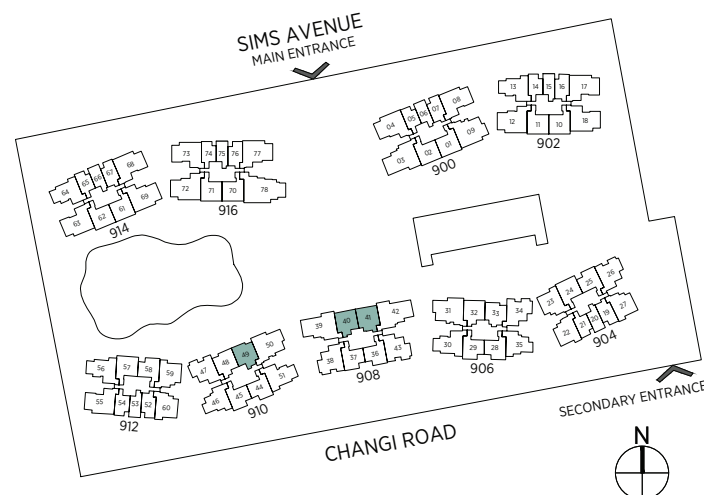 SIMS AVENUE
MAIN ENTRANCE
04 05 06 07 08
03 02 01 09
900
13 14 15 16 17
12 11 10 18
902
64 65 66 67 68
63 62 61 69
914
73 74 75 76 77
72 71 70 78
916
23 24 25 26
22 21 20 19 27
904
31 32 33 34
30 29 28 35
906
39 40 41 42
38 37 36 43
908
47 48 49 50
46 45 44 51
910
56 57 58 59
55 54 53 52 60
912
SECONDARY ENTRANCE
CHANGI ROAD
N